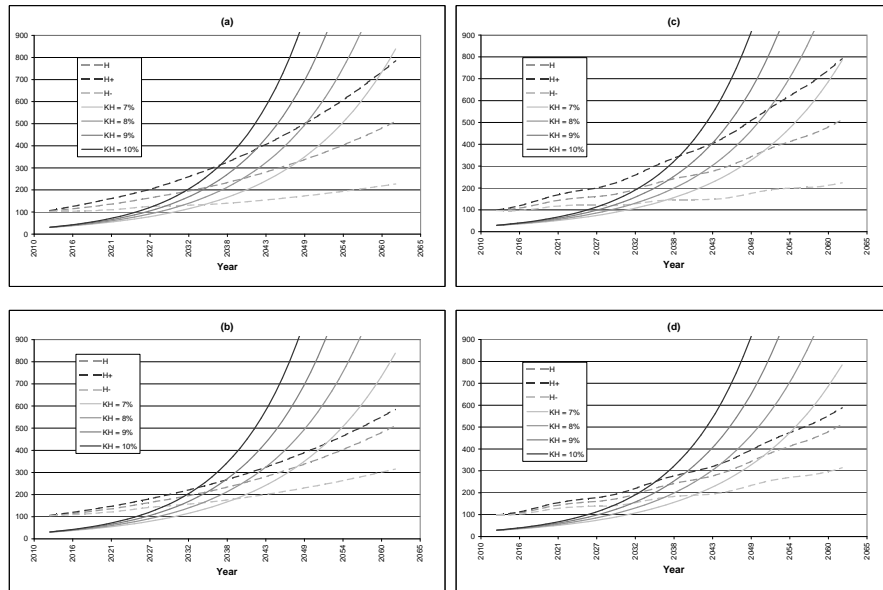 (a)
900
800
700
600
500
400
300
200
100
0
H
H+
H-
KH = 7%
KH = 8%
KH = 9%
KH = 10%
2010
2016
2021
2027
2032
2038
2043
2049
2054
2060
2065
Year
(c)
900
800
700
600
500
400
300
200
100
0
H
H+
H-
KH = 7%
KH = 8%
KH = 9%
KH = 10%
2010
2016
2021
2027
2032
2038
2043
2049
2054
2060
2065
Year
(b)
900
800
700
600
500
400
300
200
100
0
H
H+
H-
KH = 7%
KH = 8%
KH = 9%
KH = 10%
2010
2016
2021
2027
2032
2038
2043
2049
2054
2060
2065
Year
(d)
900
800
700
600
500
400
300
200
100
0
H
H+
H-
KH = 7%
KH = 8%
KH = 9%
KH = 10%
2010
2016
2021
2027
2032
2038
2043
2049
2054
2060
2065
Year